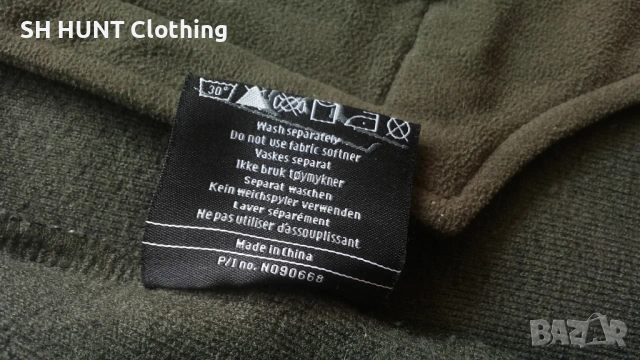 SH HUNT Clothing
30°
Wash separately
Do not use fabric softner
Vaskes separat
Ikke bruk tøymykner
Separat waschen
Kein weichspyler verwenden
Laver séparément
Ne pas utiliser d'assouplissant
Made in China
P/I no. N090668
BAZAR